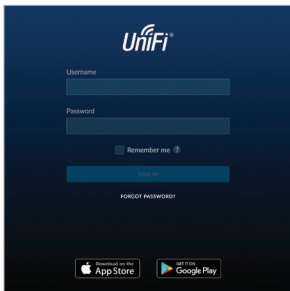 UniFi®
Username
Password
Remember me ?
SIGN IN
FORGOT PASSWORD?
Download on the
App Store
GET IT ON
Google Play